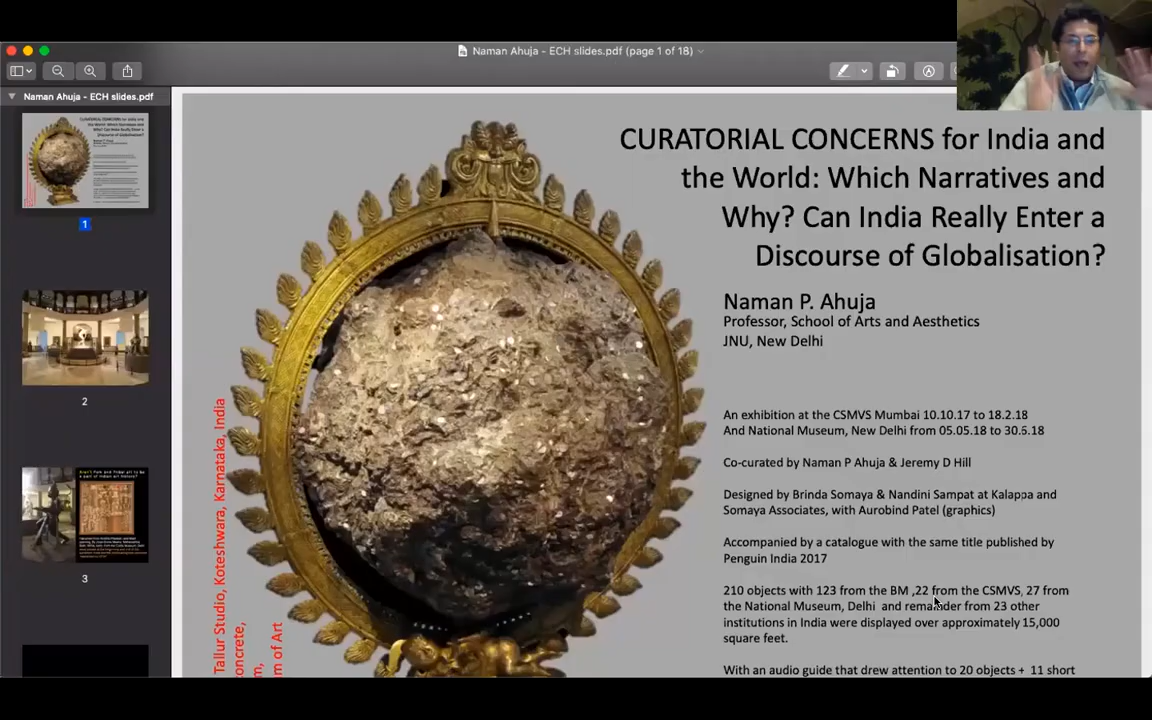 Naman Ahuja - ECH slides.pdf (page 1 of 18)
Naman Ahuja - ECH slides.pdf
1
2
3
CURATORIAL CONCERNS for India and
the World: Which Narratives and
Why? Can India Really Enter a
Discourse of Globalisation?
Naman P. Ahuja
Professor, School of Arts and Aesthetics
JNU, New Delhi
An exhibition at the CSMVS Mumbai 10.10.17 to 18.2.18
And National Museum, New Delhi from 05.05.18 to 30.6.18
Co-curated by Naman P Ahuja & Jeremy D Hill
Designed by Brinda Somaya & Nandini Sampat at Kalappa and
Somaya Associates, with Aurobind Patel (graphics)
Accompanied by a catalogue with the same title published by
Penguin India 2017
210 objects with 123 from the BM ,22 from the CSMVS, 27 from
the National Museum, Delhi and remainder from 23 other
institutions in India were displayed over approximately 15,000
square feet.
With an audio guide that drew attention to 20 objects + 11 short
Tallur Studio, Koteshwara, Karnataka, India
oncrete,
m,
m of Art